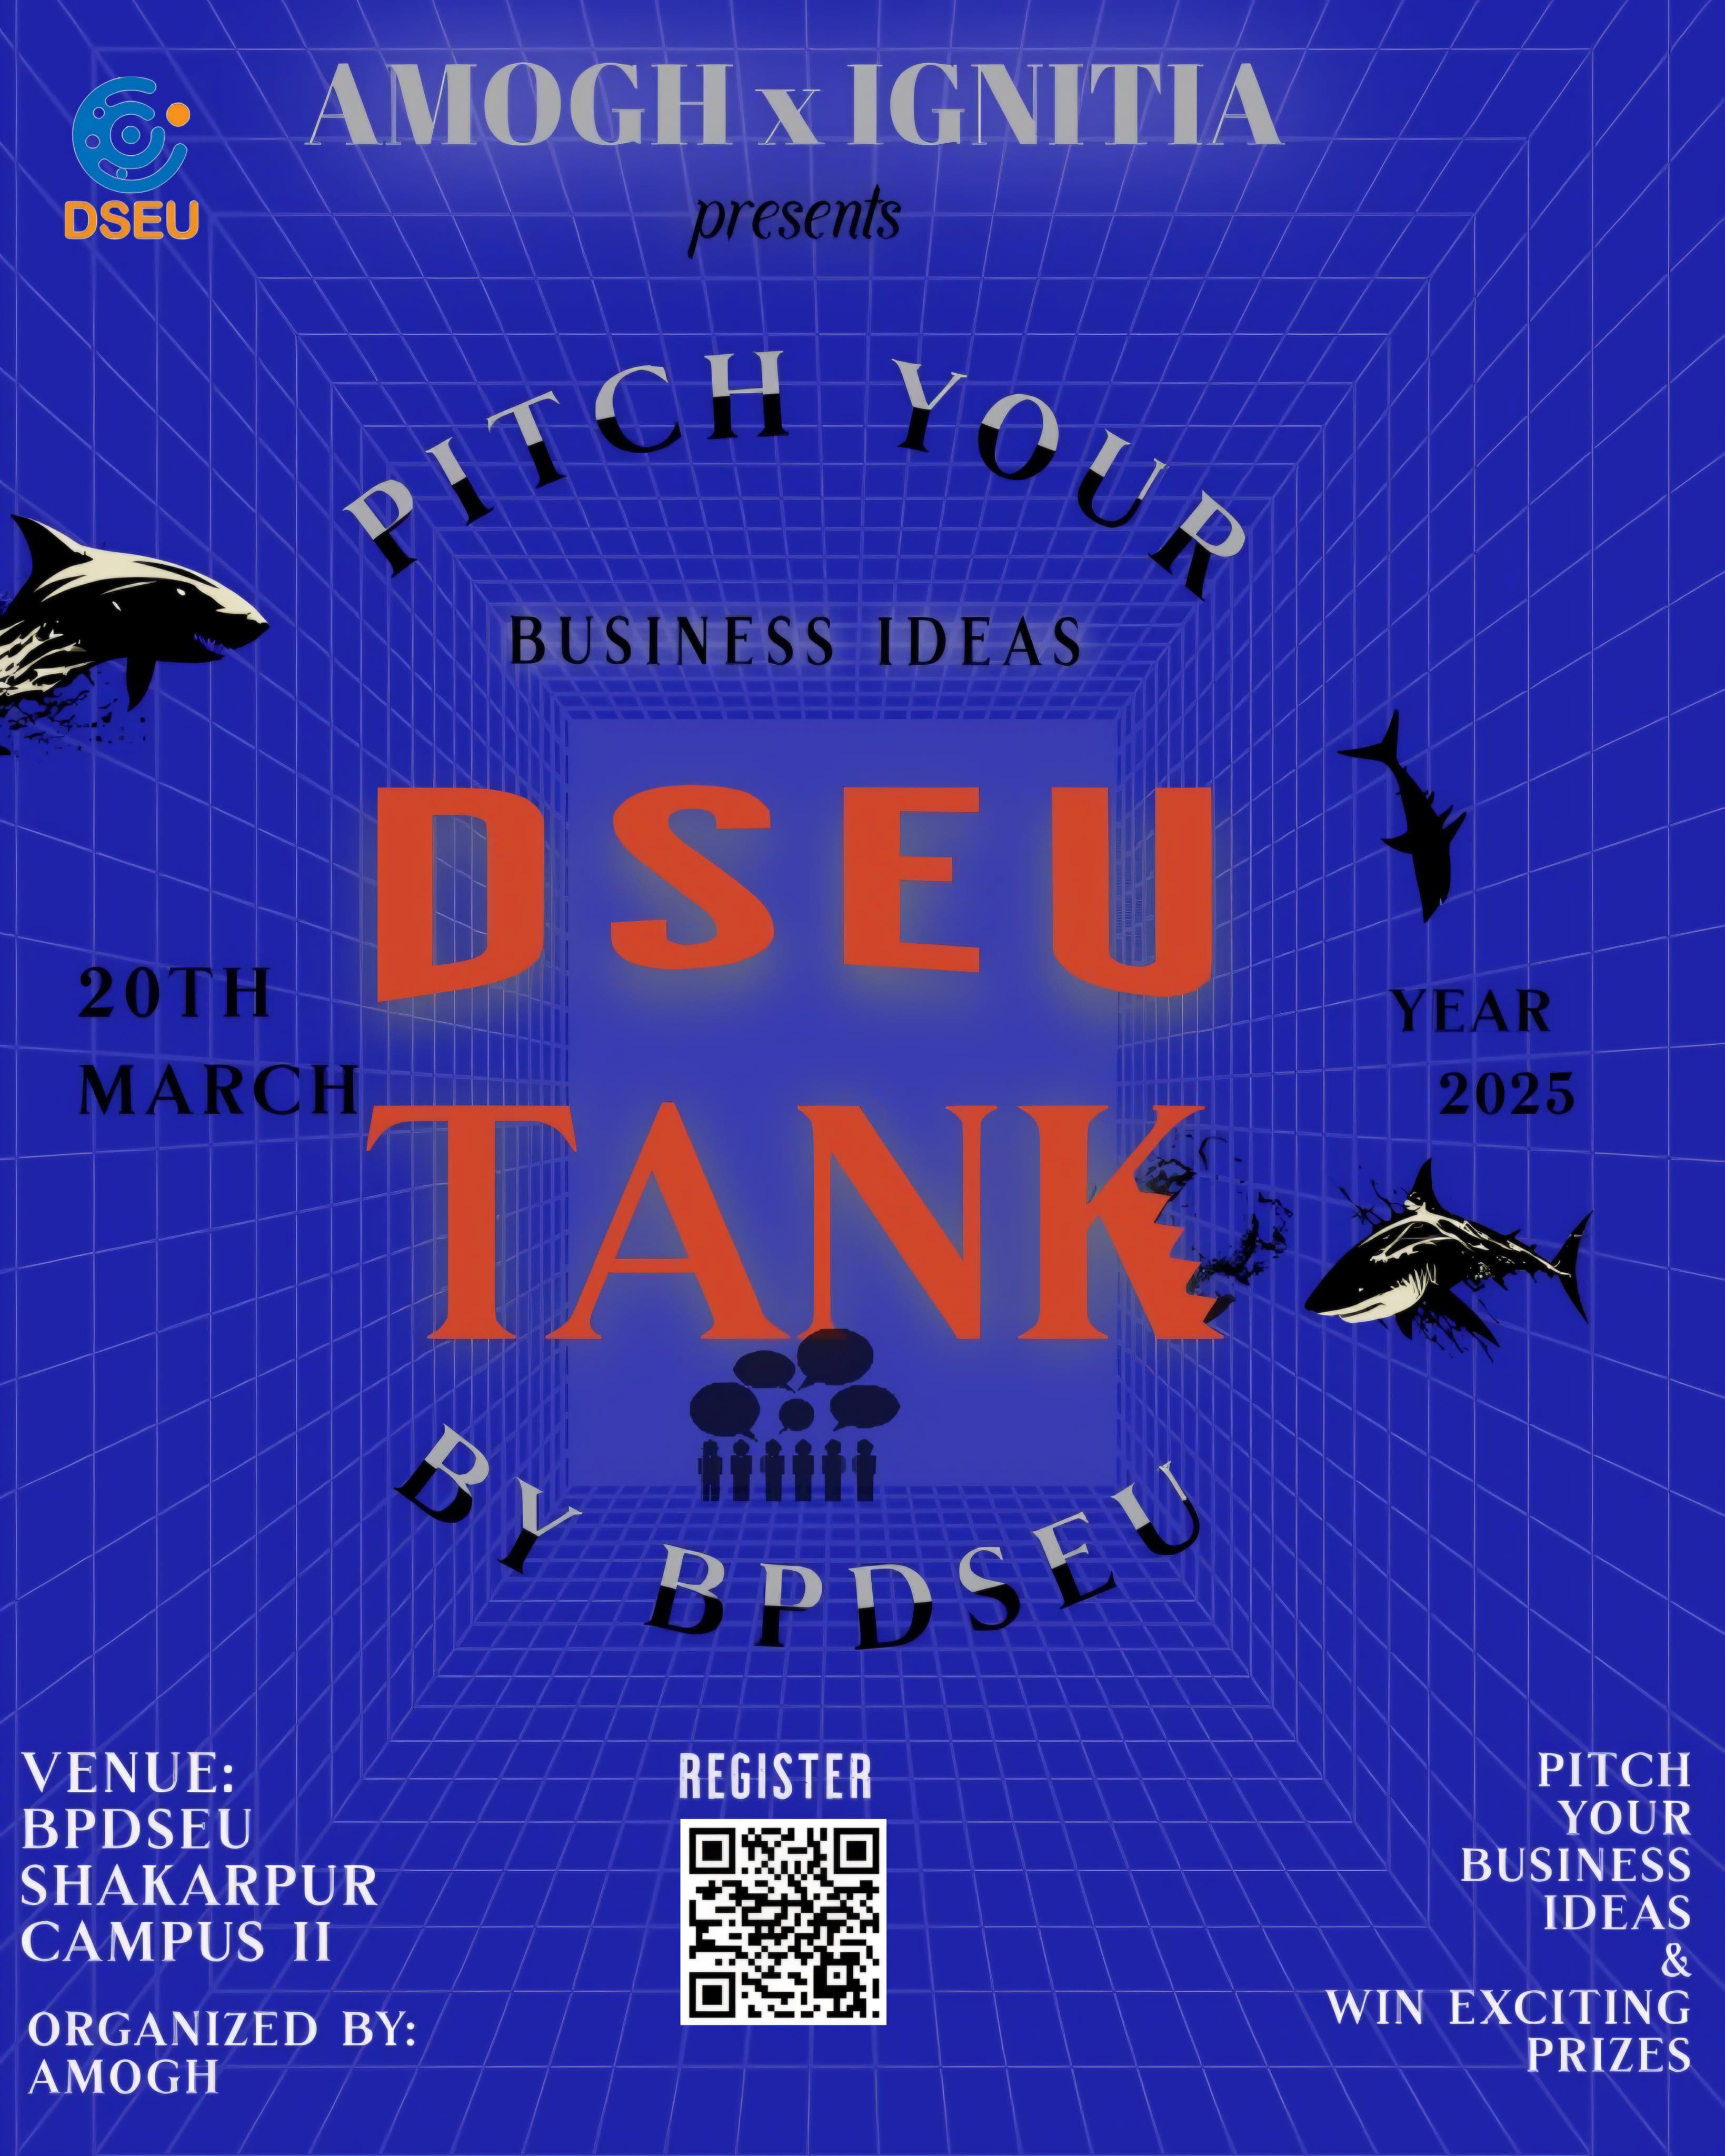 AMOGH x IGNITIA
DSEU
presents
PITCH YOUR
BUSINESS IDEAS
DSEU
TANK
20TH
MARCH
YEAR
2025
BY BPDSEU
VENUE:
BPDSEU
SHAKARPUR
CAMPUS II
ORGANIZED BY:
AMOGH
REGISTER
PITCH
YOUR
BUSINESS
IDEAS
&
WIN EXCITING
PRIZES